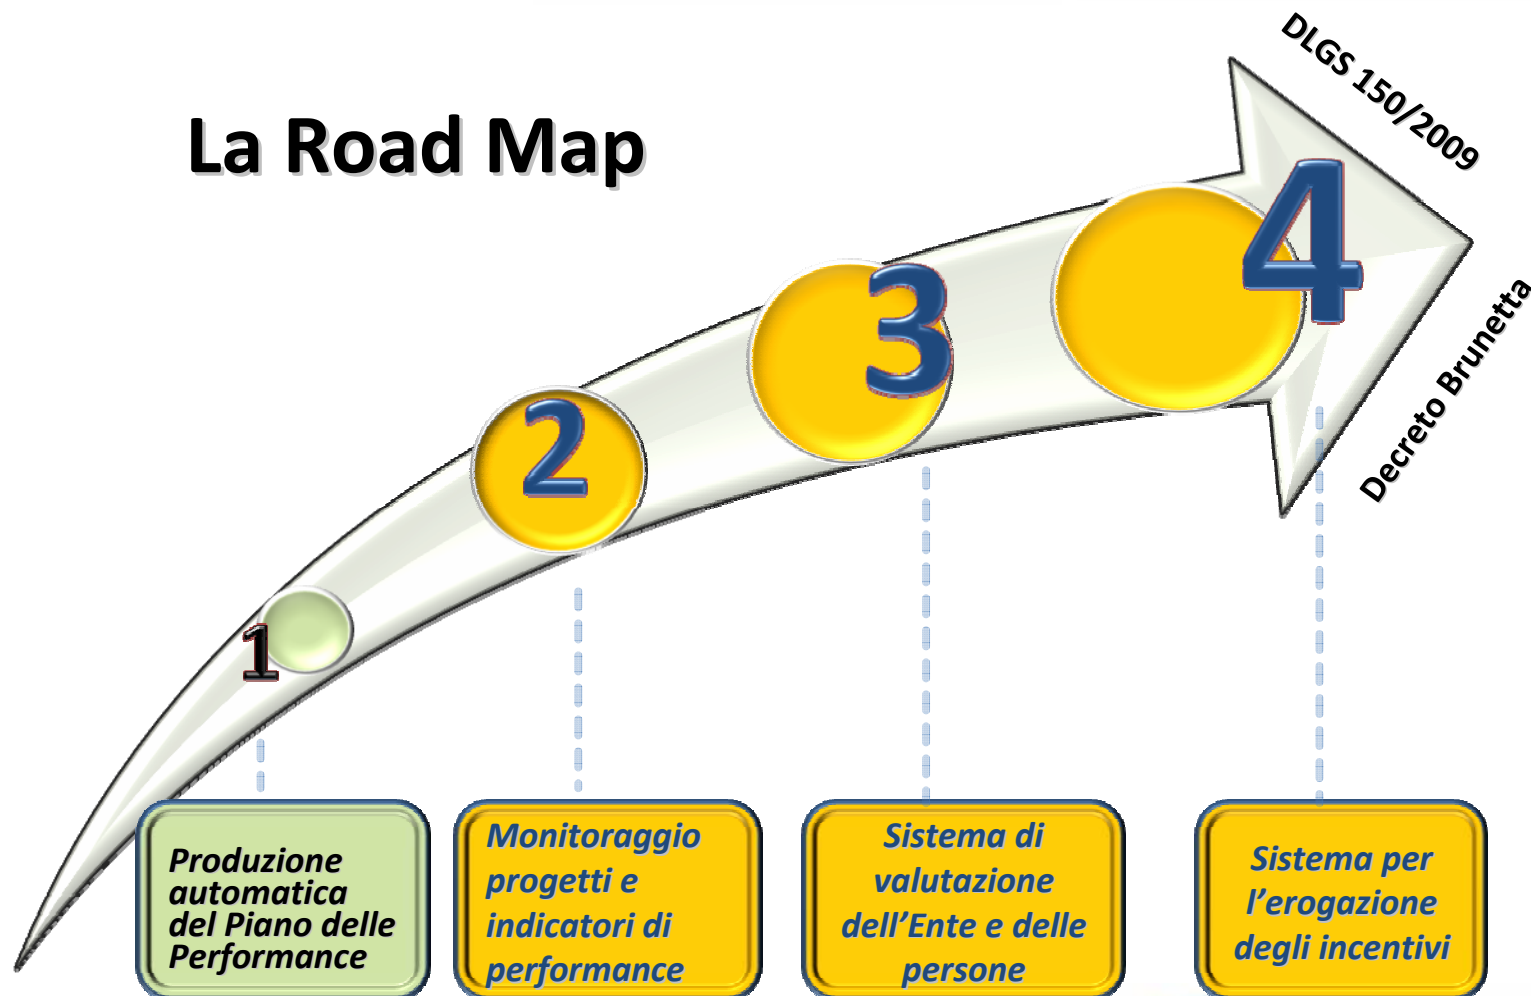 La Road Map
DLGS 150/2009
Decreto Brunetta
1
2
3
4
Produzione
automatica
del Piano delle
Performance
Monitoraggio
progetti e
indicatori di
performance
Sistema di
valutazione
dell’Ente e delle
persone
Sistema per
l’erogazione
degli incentivi